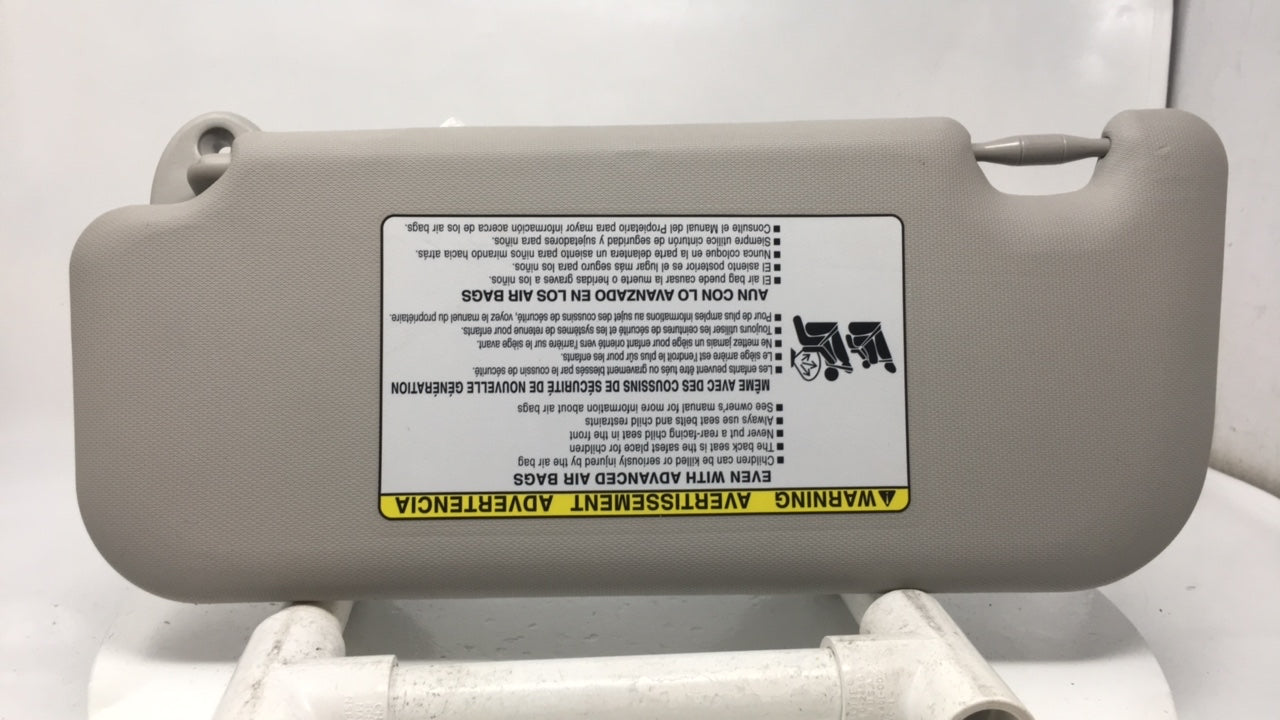 ⚠WARNING AVERTISSEMENT ADVERTENCIA
EVEN WITH ADVANCED AIR BAGS
■ Children can be killed or seriously injured by the air bag
■ The back seat is the safest place for children
■ Never put a rear-facing child seat in the front
■ Always use seat belts and child restraints
■ See owner's manual for more information about air bags
MÊME AVEC DES COUSSINS DE SÉCURITÉ DE NOUVELLE GÉNÉRATION
■ Les enfants peuvent être tués ou gravement blessés par le coussin de sécurité.
■ Le siège arrière est l'endroit le plus sûr pour les enfants.
■ Ne mettez jamais un siège pour enfant orienté vers l'arrière sur le siège avant.
■ Toujours utiliser les ceintures de sécurité et les systèmes de retenue pour enfants.
■ Pour de plus amples informations au sujet des coussins de sécurité, voyez le manuel du propriétaire.
AUN CON LO AVANZADO EN LOS AIR BAGS
■ El air bag puede causar la muerte o heridas graves a los niños.
■ El asiento posterior es el lugar más seguro para los niños.
■ Nunca coloque en la parte delantera un asiento para niños mirando hacia atrás.
■ Siempre utilice cinturón de seguridad y sujetadores para niños.
■ Consulte el Manual del Propietario para mayor información acerca de los air bags.